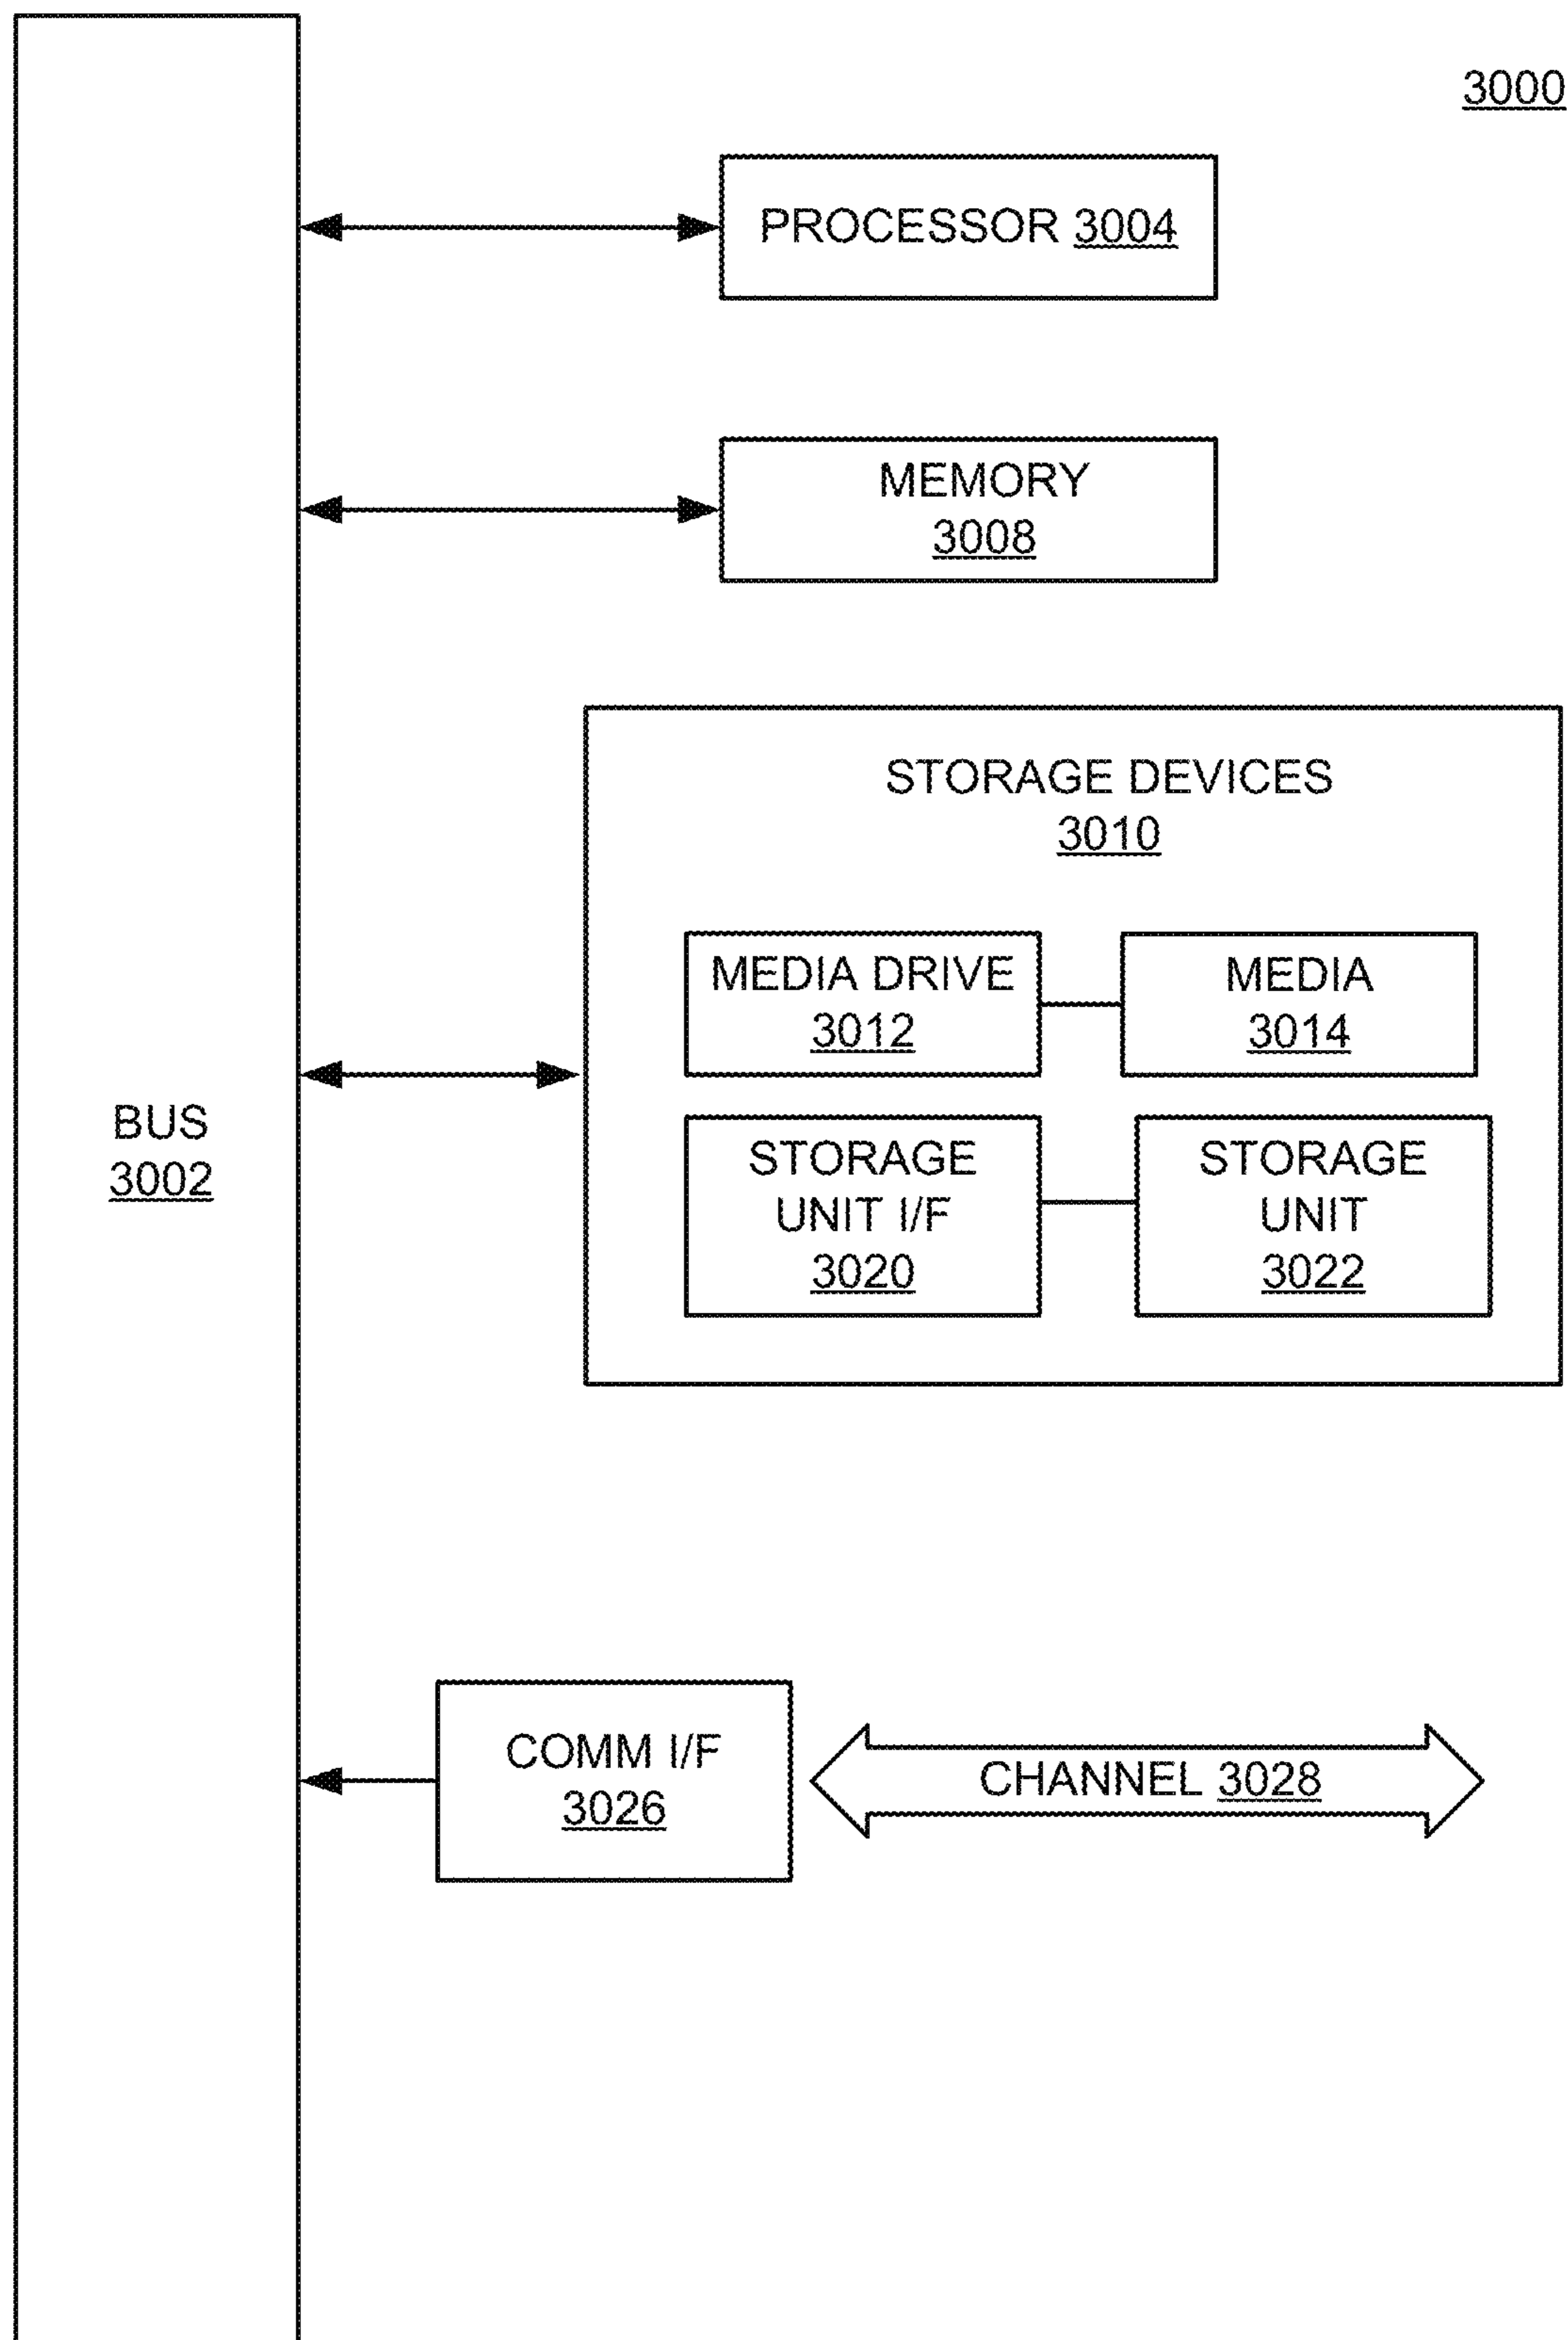 3000
PROCESSOR 3004
MEMORY
3008
STORAGE DEVICES
3010
MEDIA DRIVE
3012
MEDIA
3014
BUS
3002
STORAGE
UNIT I/F
3020
STORAGE
UNIT
3022
COMM I/F
3026
CHANNEL 3028